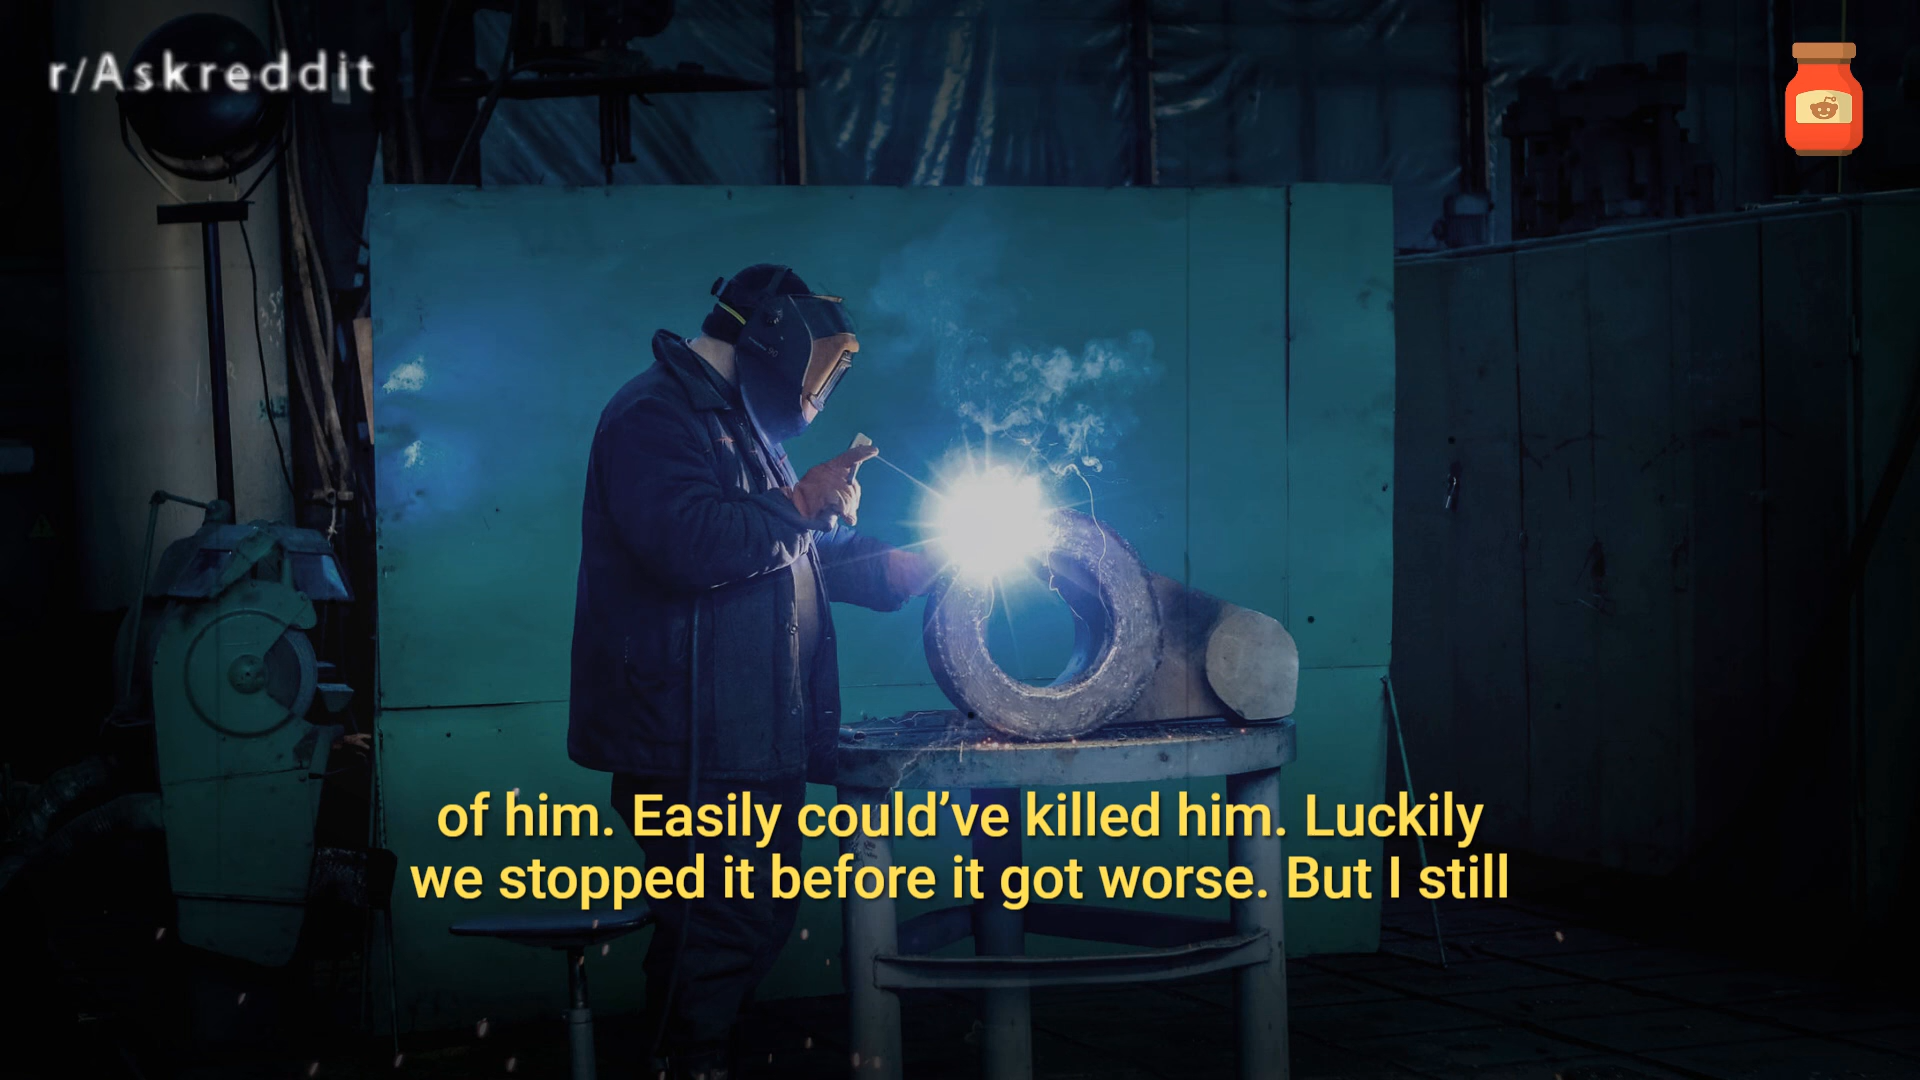 r/Askreddit
of him. Easily could’ve killed him. Luckily
we stopped it before it got worse. But I still